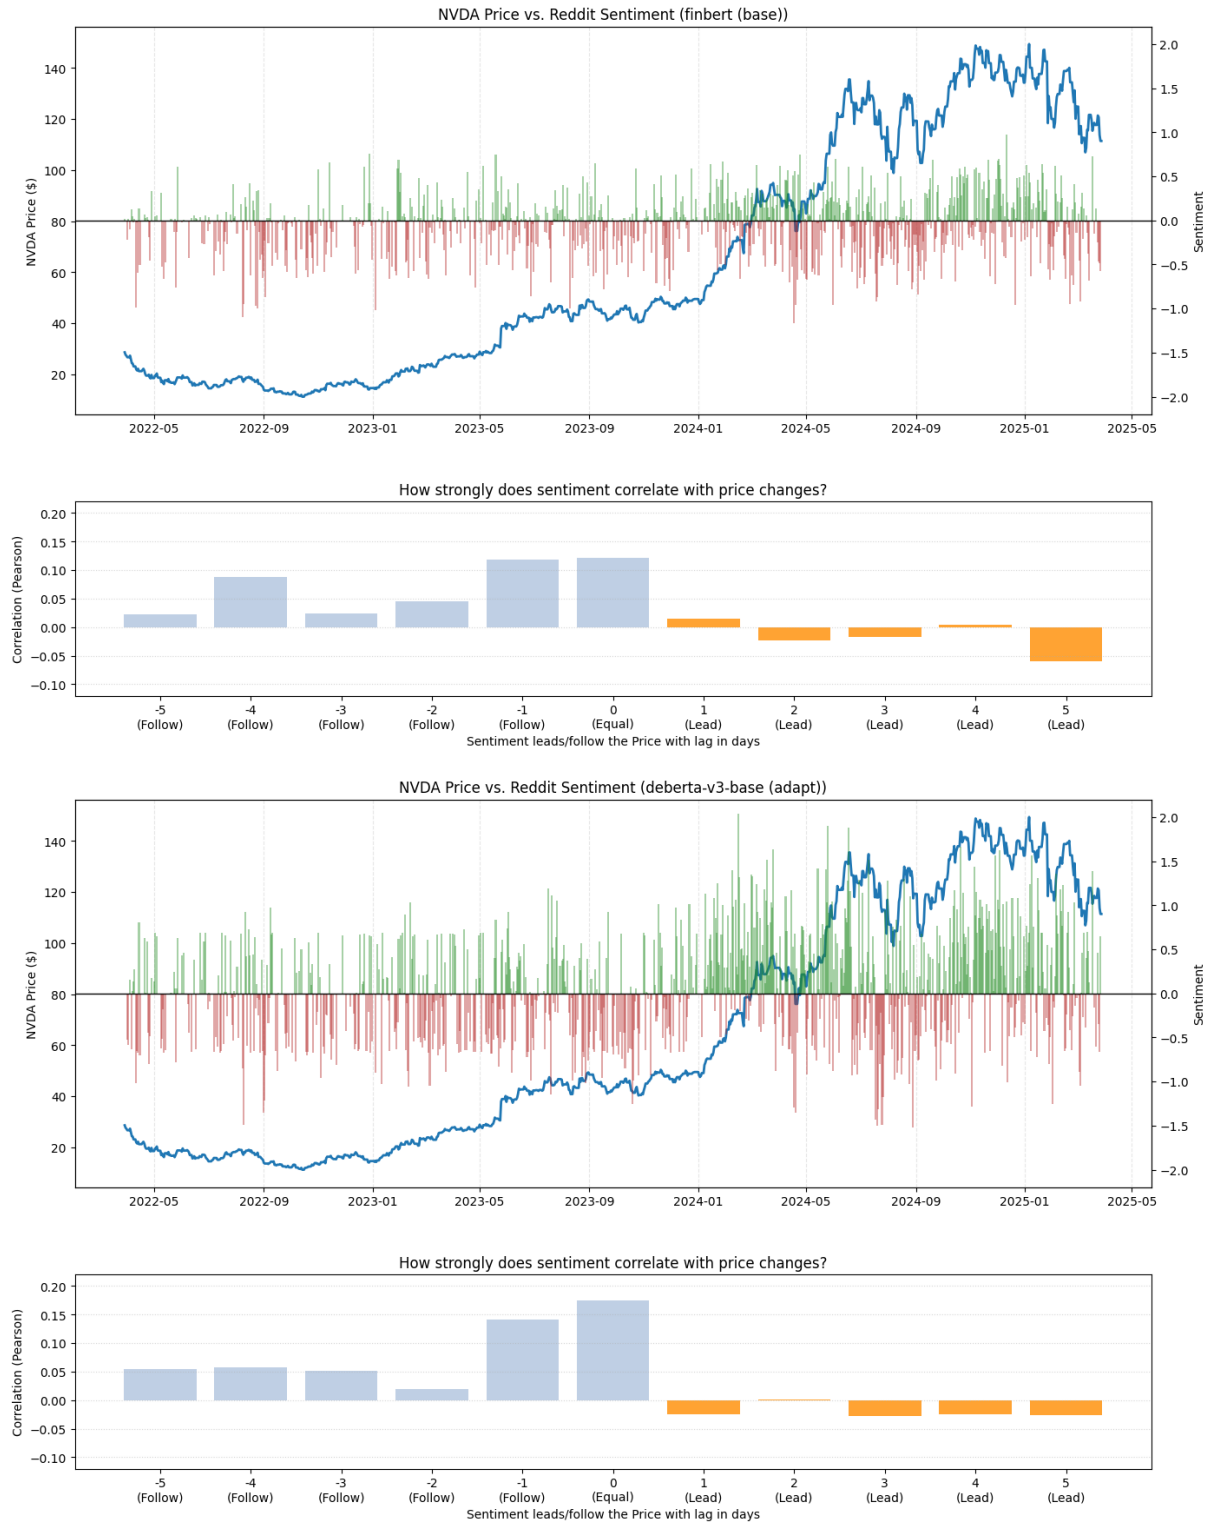 NVDA Price vs. Reddit Sentiment (finbert (base))
NVDA Price ($)
140
120
100
80
60
40
20
2.0
1.5
1.0
0.5
0.0
−0.5
−1.0
−1.5
−2.0
Sentiment
2022-05 2022-09 2023-01 2023-05 2023-09 2024-01 2024-05 2024-09 2025-01 2025-05
How strongly does sentiment correlate with price changes?
Correlation (Pearson)
0.20
0.15
0.10
0.05
0.00
−0.05
−0.10
-5 -4 -3 -2 -1 0 1 2 3 4 5
(Follow) (Follow) (Follow) (Follow) (Follow) (Equal) (Lead) (Lead) (Lead) (Lead) (Lead)
Sentiment leads/follow the Price with lag in days
NVDA Price vs. Reddit Sentiment (deberta-v3-base (adapt))
NVDA Price ($)
140
120
100
80
60
40
20
2.0
1.5
1.0
0.5
0.0
−0.5
−1.0
−1.5
−2.0
Sentiment
2022-05 2022-09 2023-01 2023-05 2023-09 2024-01 2024-05 2024-09 2025-01 2025-05
How strongly does sentiment correlate with price changes?
Correlation (Pearson)
0.20
0.15
0.10
0.05
0.00
−0.05
−0.10
-5 -4 -3 -2 -1 0 1 2 3 4 5
(Follow) (Follow) (Follow) (Follow) (Follow) (Equal) (Lead) (Lead) (Lead) (Lead) (Lead)
Sentiment leads/follow the Price with lag in days